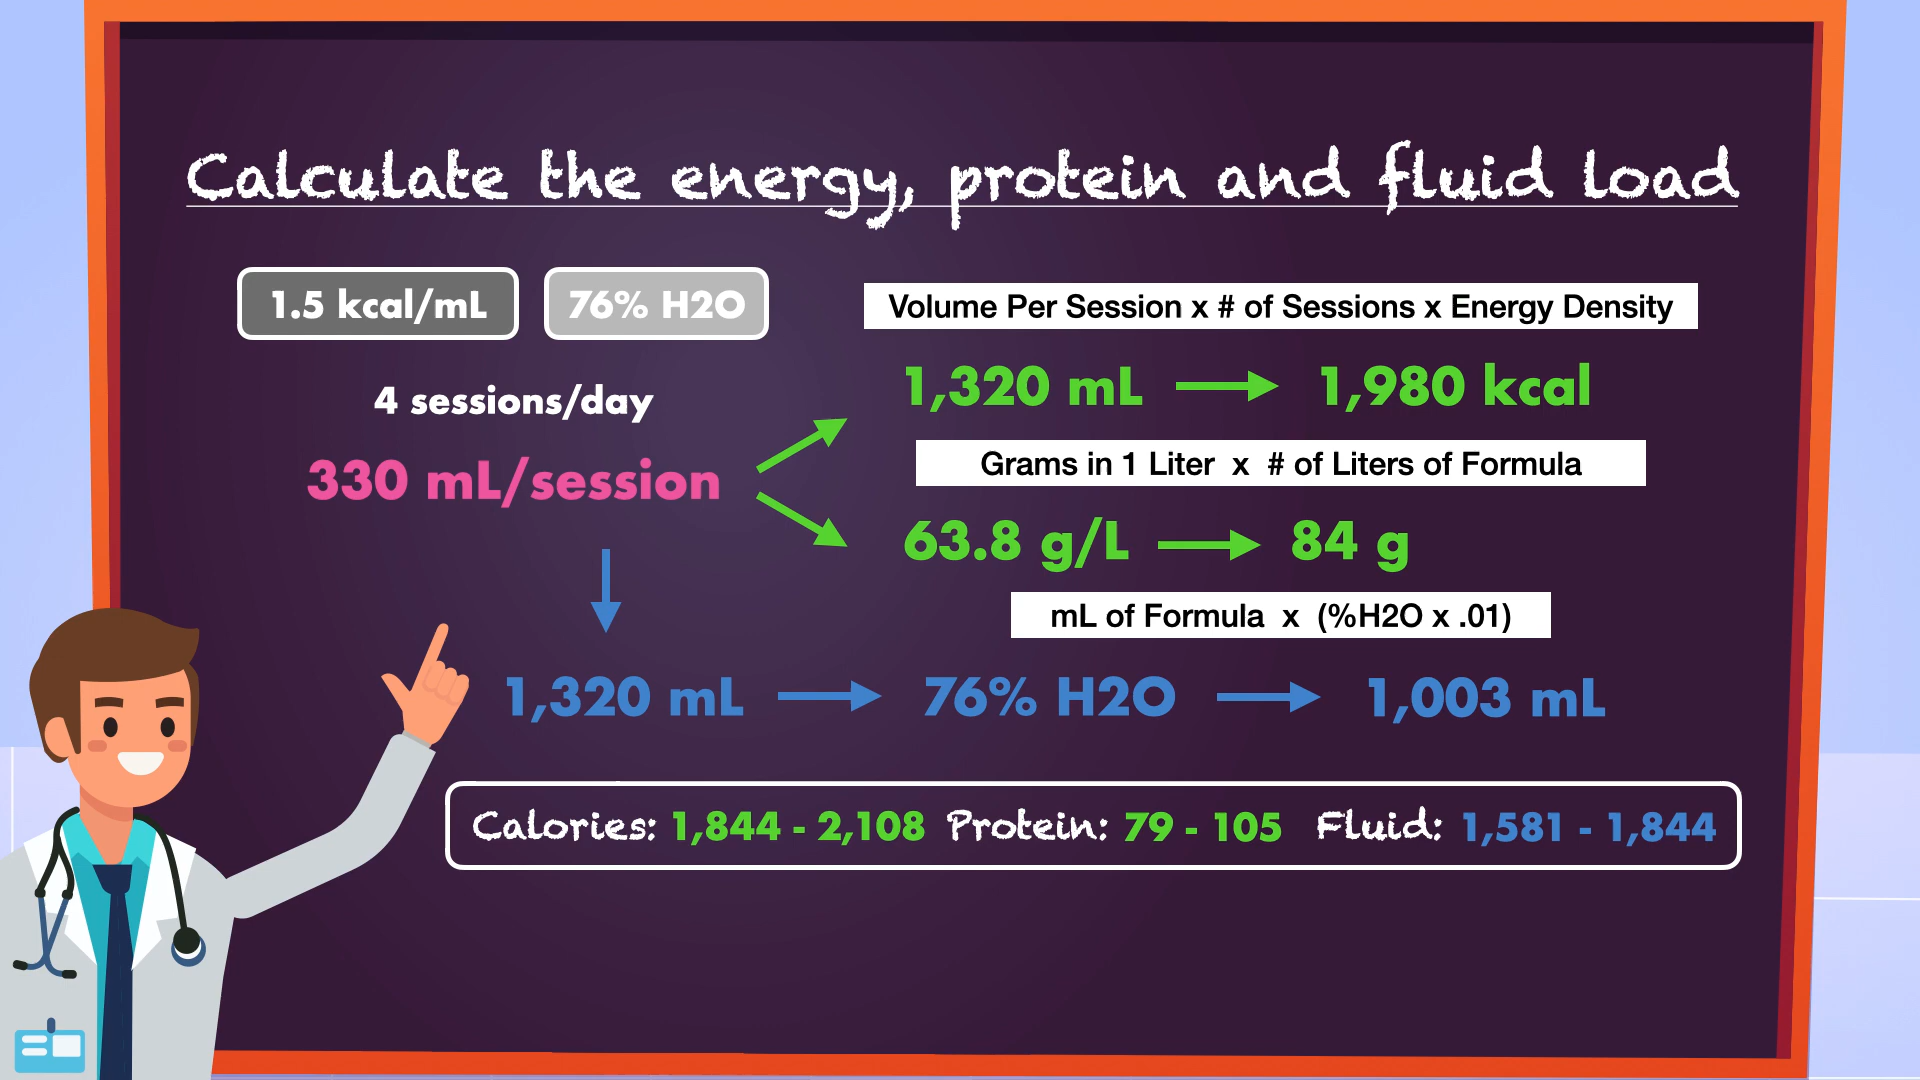 Calculate the energy, protein and fluid load
1.5 kcal/mL
76% H2O
4 sessions/day
330 mL/session
Volume Per Session x # of Sessions x Energy Density
1,320 mL
1,980 kcal
Grams in 1 Liter x # of Liters of Formula
63.8 g/L
84 g
mL of Formula x (%H2O x .01)
1,320 mL
76% H2O
1,003 mL
Calories: 1,844 - 2,108 Protein: 79 - 105 Fluid: 1,581 - 1,844